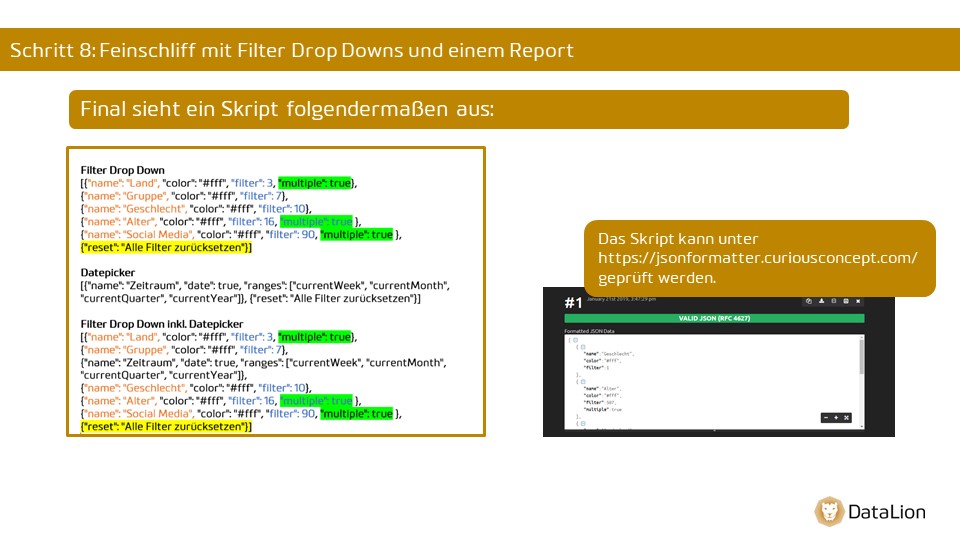 Schritt 8: Feinschliff mit Filter Drop Downs und einem Report
Final sieht ein Skript folgendermaßen aus:
Filter Drop Down
[{"name": "Land", "color": "#fff", "filter": 3, "multiple": true},
{"name": "Gruppe", "color": "#fff", "filter": 7},
{"name": "Geschlecht", "color": "#fff", "filter": 10},
{"name": "Alter", "color": "#fff", "filter": 16, "multiple": true },
{"name": "Social Media", "color": "#fff", "filter": 90, "multiple": true },
{"reset": "Alle Filter zurücksetzen"}]
Datepicker
[{"name": "Zeitraum", "date": true, "ranges": ["currentWeek", "currentMonth",
"currentQuarter", "currentYear"]}, {"reset": "Alle Filter zurücksetzen"}]
Filter Drop Down inkl. Datepicker
[{"name": "Land", "color": "#fff", "filter": 3, "multiple": true},
{"name": "Gruppe", "color": "#fff", "filter": 7},
{"name": "Zeitraum", "date": true, "ranges": ["currentWeek", "currentMonth",
"currentQuarter", "currentYear"]},
{"name": "Geschlecht", "color": "#fff", "filter": 10},
{"name": "Alter", "color": "#fff", "filter": 16, "multiple": true },
{"name": "Social Media", "color": "#fff", "filter": 90, "multiple": true },
{"reset": "Alle Filter zurücksetzen"}]
Das Skript kann unter
https://jsonformatter.curiousconcept.com/
geprüft werden.
#1 January 21st 2019, 3:47:29 pm
VALID JSON (RFC 4627)
Formatted JSON Data
[
{
"name":"Geschlecht",
"color":"#fff",
"filter":1
},
{
"name":"Alter",
"color":"#fff",
"filter":107,
"multiple":true
},
{
DataLion